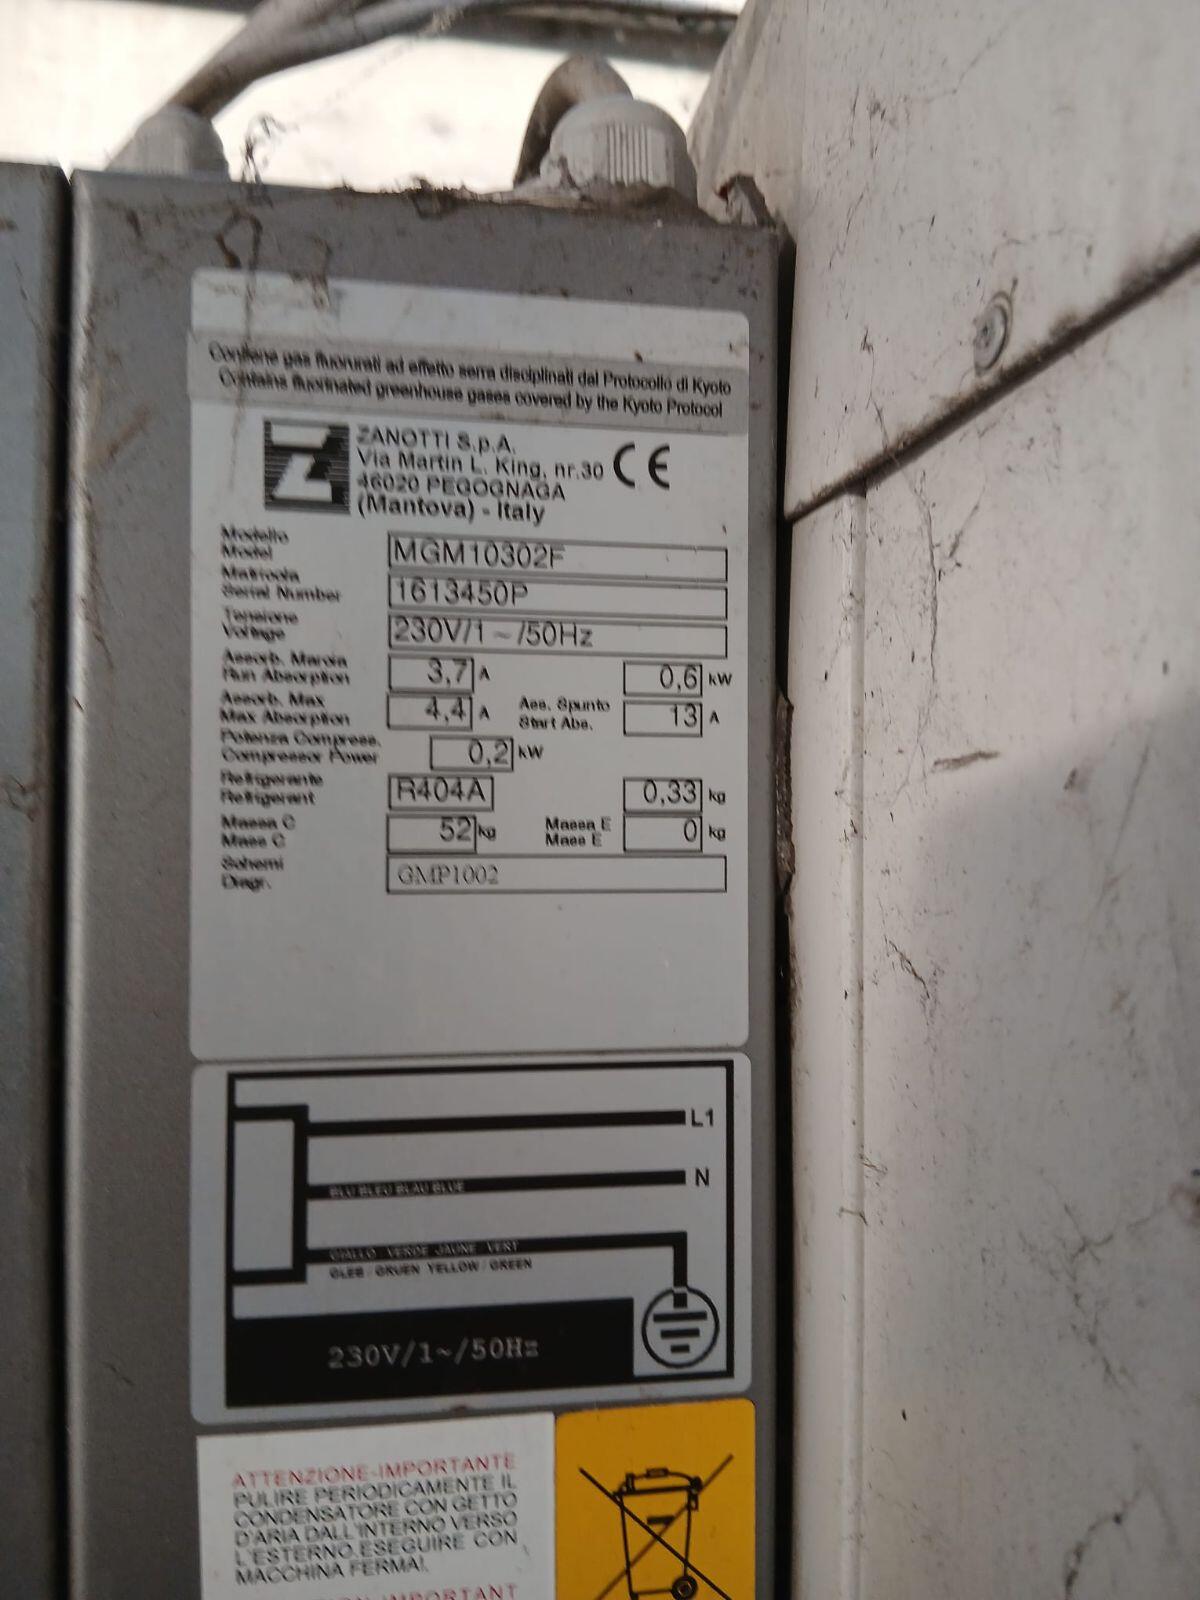 Contiene gas fluorurati ad effetto serra disciplinati dal Protocollo di Kyoto
Contains fluorinated greenhouse gases covered by the Kyoto Protocol
ZANOTTI S.p.A.
Via Martin L. King, nr.30
46020 PEGOGNAGA
(Mantova) - Italy
CE
Modello
Model
MGM10302F
Matricola
Serial Number
1613450P
Tensione
Voltage
230V/1~/50Hz
Assorb. Marcia
Run Absorption
3,7 A
0,6 kW
Assorb. Max
Max Absorption
4,4 A
Ass. Spunto
Start Abs.
13 A
Potenza Compress.
Compressor Power
0,2 kW
Refrigerante
Refrigerant
R404A
0,33 kg
Massa C
Mass C
52 kg
Massa E
Mass E
0 kg
Schemi
Diagr.
GMP1002
L1
BLU BLEU BLAU BLUE
N
GIALLO / VERDE JAUNE / VERT
GLEB / GRUEN YELLOW / GREEN
230V/1~/50Hz
ATTENZIONE-IMPORTANTE
PULIRE PERIODICAMENTE IL
CONDENSATORE CON GETTO
D'ARIA DALL'INTERNO VERSO
L'ESTERNO. ESEGUIRE CON
MACCHINA FERMA!.